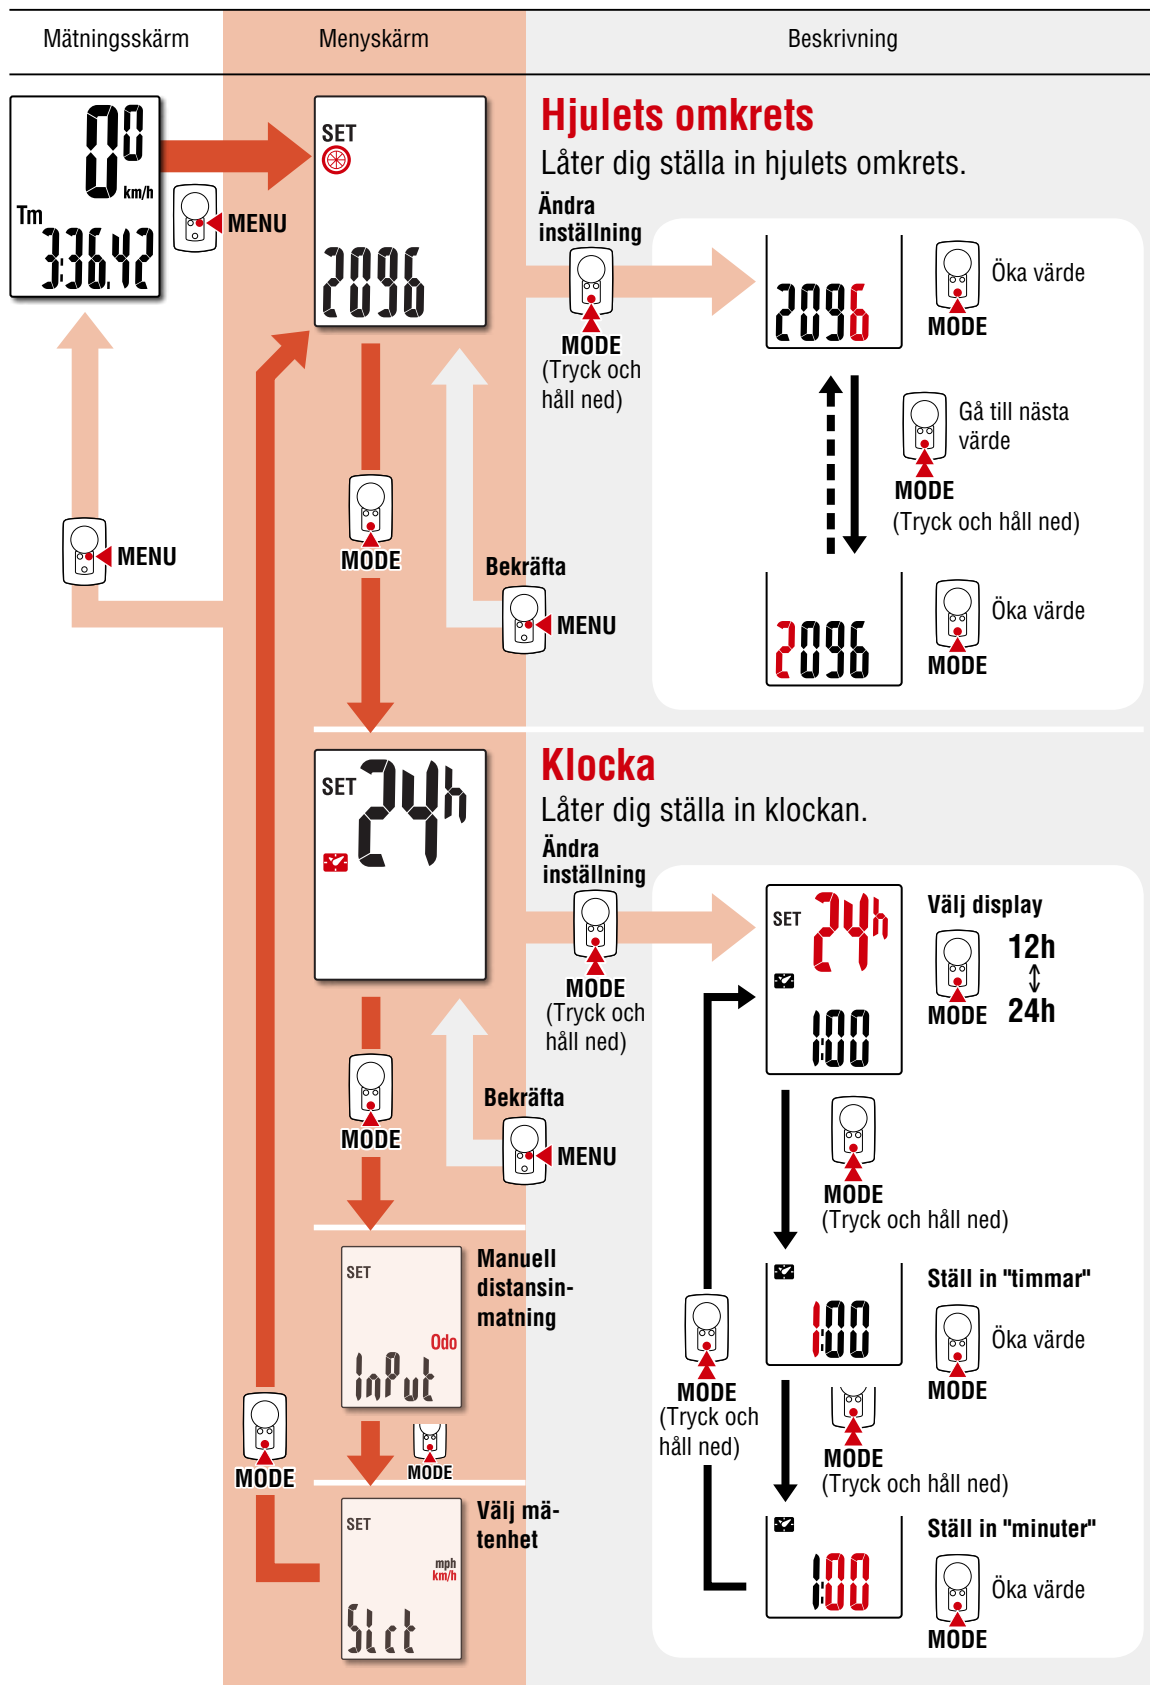 Mätningsskärm
Menyskärm
Beskrivning
0.0
km/h
Tm
3:36.42
MENU
SET
2096
Hjulets omkrets
Låter dig ställa in hjulets omkrets.
Ändra
inställning
MODE
(Tryck och
håll ned)
2096
MODE
Öka värde
Gå till nästa
värde
MODE
(Tryck och håll ned)
2096
MODE
Öka värde
MENU
MODE
Bekräfta
MENU
SET
24h
Klocka
Låter dig ställa in klockan.
Ändra
inställning
MODE
(Tryck och
håll ned)
SET
24h
1:00
Välj display
MODE
12h
24h
MODE
Bekräfta
MENU
MODE
(Tryck och håll ned)
SET
Odo
InPut
Manuell
distansin-
matning
1:00
Ställ in "timmar"
Öka värde
MODE
MODE
(Tryck och
håll ned)
MODE
(Tryck och håll ned)
MODE
MODE
SET
mph
km/h
Slct
Välj mä-
tenhet
1:00
Ställ in "minuter"
Öka värde
MODE